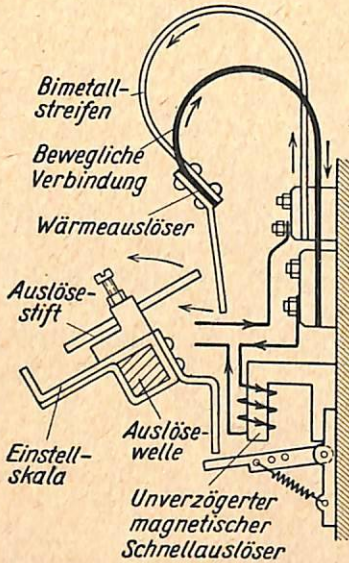 Bimetall-
streifen
Bewegliche
Verbindung
Wärmeauslöser
Auslöse-
stift
Einstell-
skala
Auslöse-
welle
Unverzögerter
magnetischer
Schnellauslöser